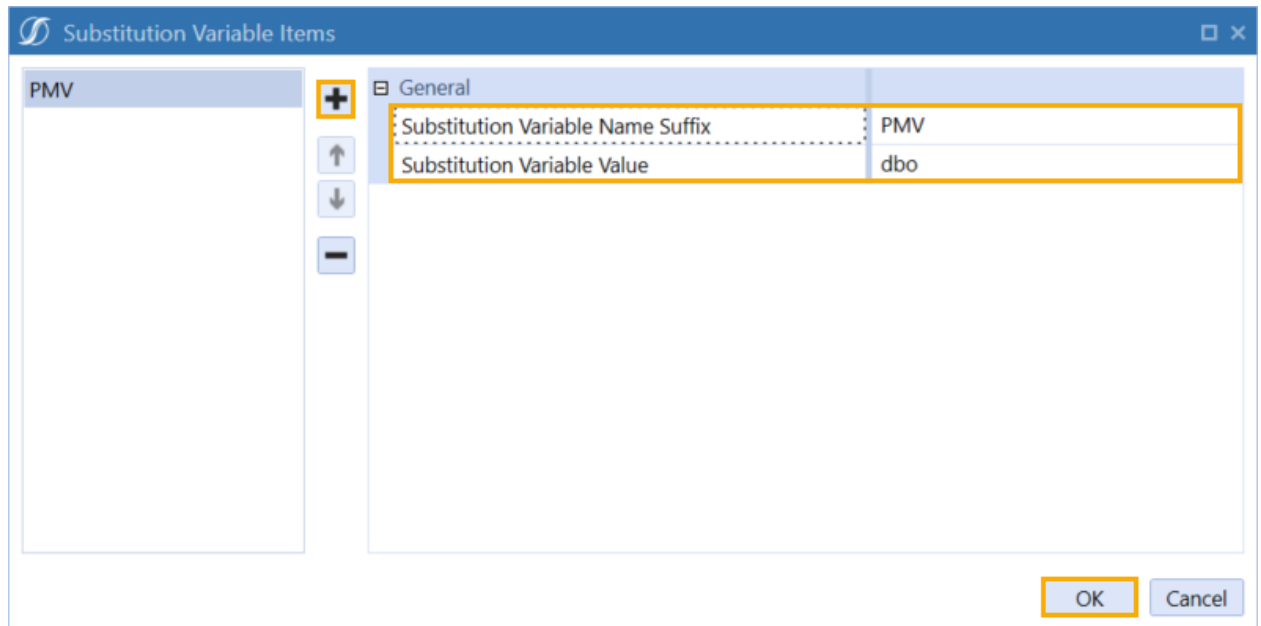 Substitution Variable Items
PMV
General
Substitution Variable Name Suffix PMV
Substitution Variable Value dbo
OK Cancel